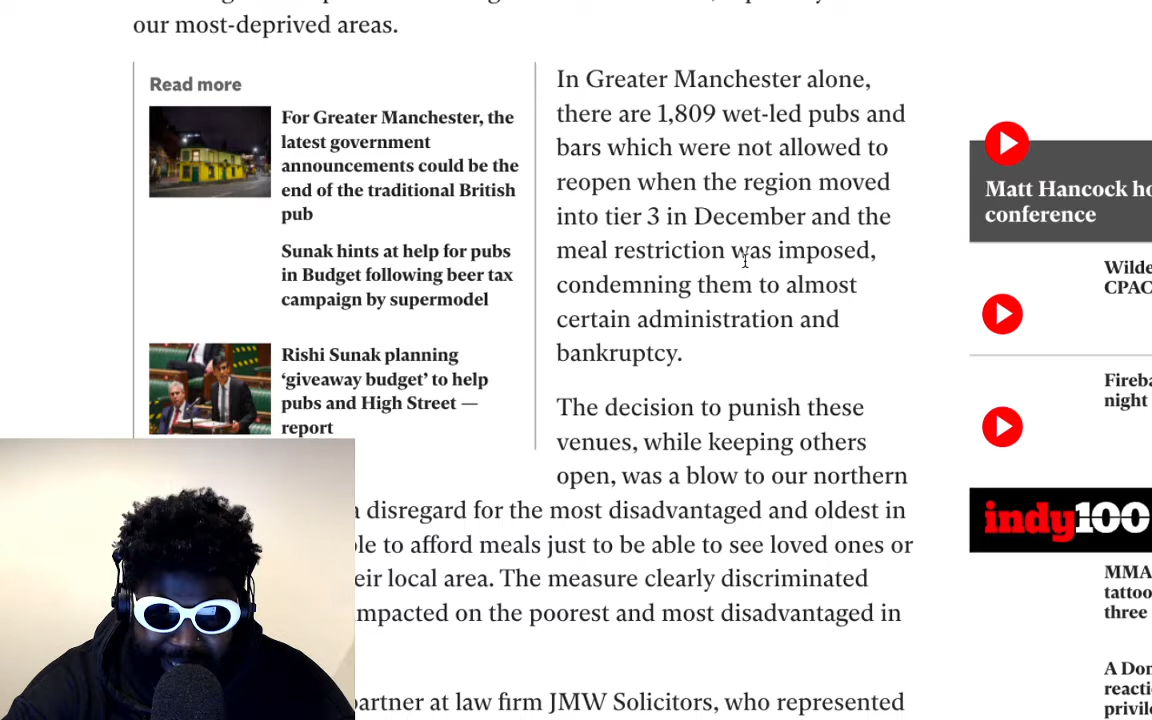 our most-deprived areas.
Read more
For Greater Manchester, the
latest government
announcements could be the
end of the traditional British
pub
Sunak hints at help for pubs
in Budget following beer tax
campaign by supermodel
Rishi Sunak planning
‘giveaway budget’ to help
pubs and High Street —
report
In Greater Manchester alone,
there are 1,809 wet-led pubs and
bars which were not allowed to
reopen when the region moved
into tier 3 in December and the
meal restriction was imposed,
condemning them to almost
certain administration and
bankruptcy.
The decision to punish these
venues, while keeping others
open, was a blow to our northern
disregard for the most disadvantaged and oldest in
to afford meals just to be able to see loved ones or
local area. The measure clearly discriminated
on the poorest and most disadvantaged in
at law firm JMW Solicitors, who represented
Matt Hancock
conference
CPAC
night
indy100
MMA
three